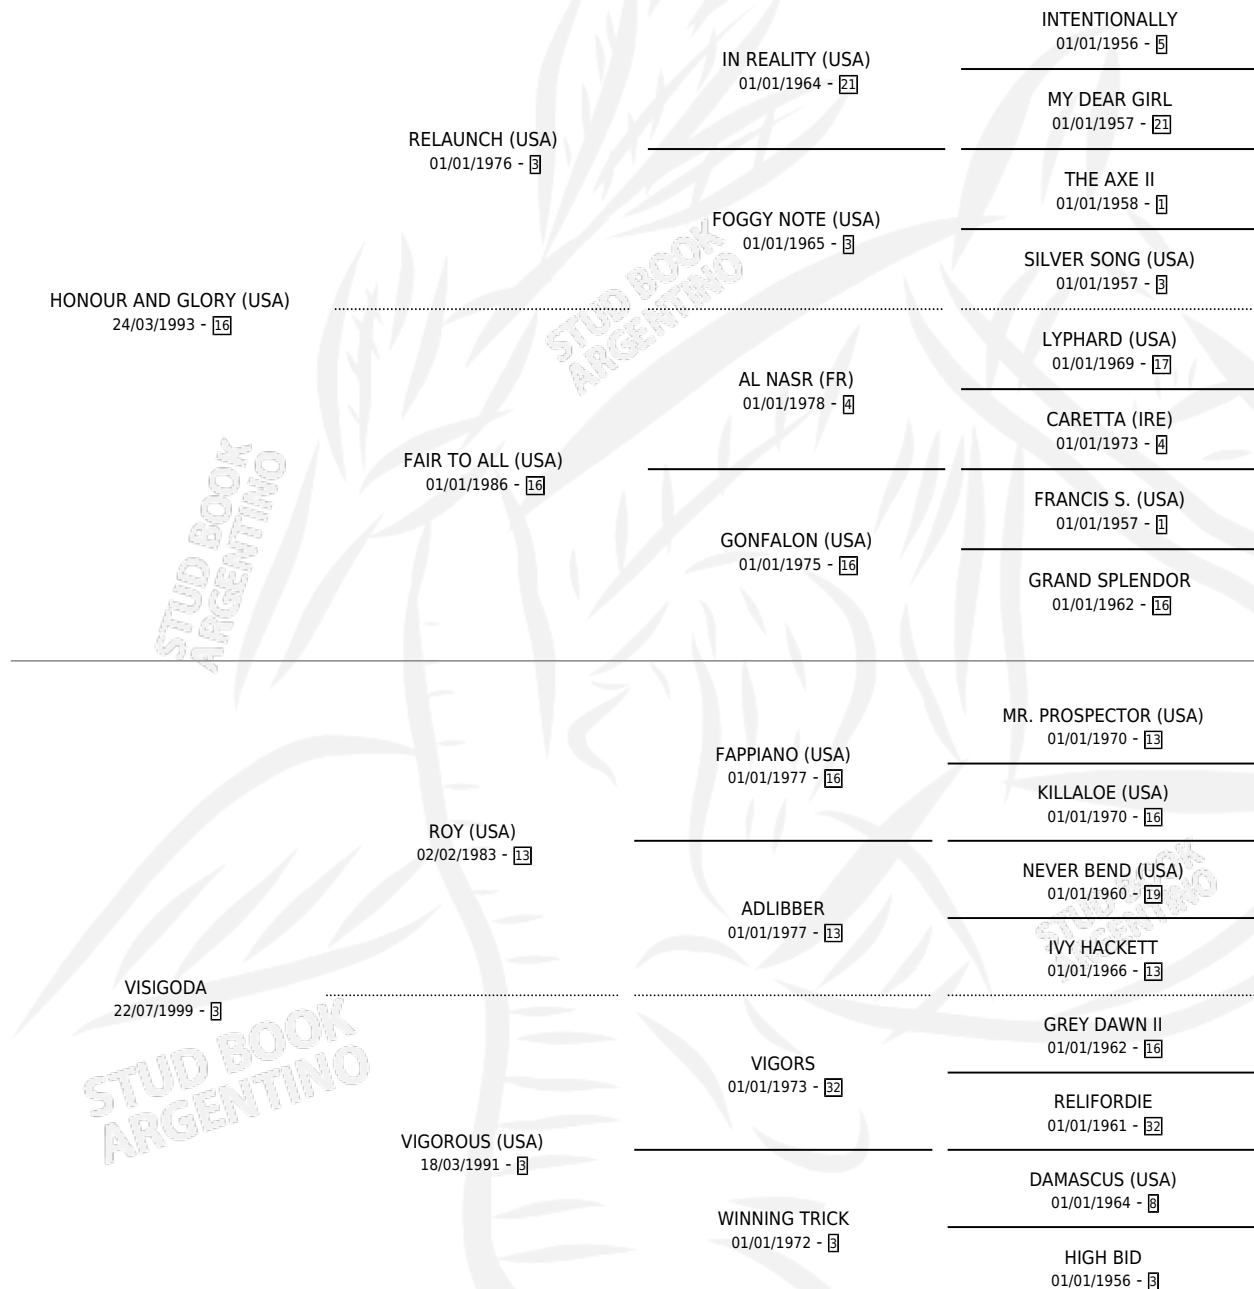 INTENTIONALLY
01/01/1956 - 5
IN REALITY (USA)
01/01/1964 - 21
MY DEAR GIRL
01/01/1957 - 21
RELAUNCH (USA)
01/01/1976 - 3
THE AXE II
01/01/1958 - 1
FOGGY NOTE (USA)
01/01/1965 - 3
SILVER SONG (USA)
01/01/1957 - 3
HONOUR AND GLORY (USA)
24/03/1993 - 16
LYPHARD (USA)
01/01/1969 - 17
AL NASR (FR)
01/01/1978 - 4
CARETTA (IRE)
01/01/1973 - 4
FAIR TO ALL (USA)
01/01/1986 - 16
FRANCIS S. (USA)
01/01/1957 - 1
GONFALON (USA)
01/01/1975 - 16
GRAND SPLENDOR
01/01/1962 - 16
MR. PROSPECTOR (USA)
01/01/1970 - 13
FAPPIANO (USA)
01/01/1977 - 16
KILLALOE (USA)
01/01/1970 - 16
ROY (USA)
02/02/1983 - 13
NEVER BEND (USA)
01/01/1960 - 19
ADLIBBER
01/01/1977 - 13
IVY HACKETT
01/01/1966 - 13
VISIGODA
22/07/1999 - 3
GREY DAWN II
01/01/1962 - 16
VIGORS
01/01/1973 - 32
RELIFORDIE
01/01/1961 - 32
VIGOROUS (USA)
18/03/1991 - 3
DAMASCUS (USA)
01/01/1964 - 8
WINNING TRICK
01/01/1972 - 3
HIGH BID
01/01/1956 - 3
STUD BOOK
ARGENTINO
STUD BOOK
ARGENTINO
STUD BOOK
ARGENTINO
STUD BOOK
ARGENTINO